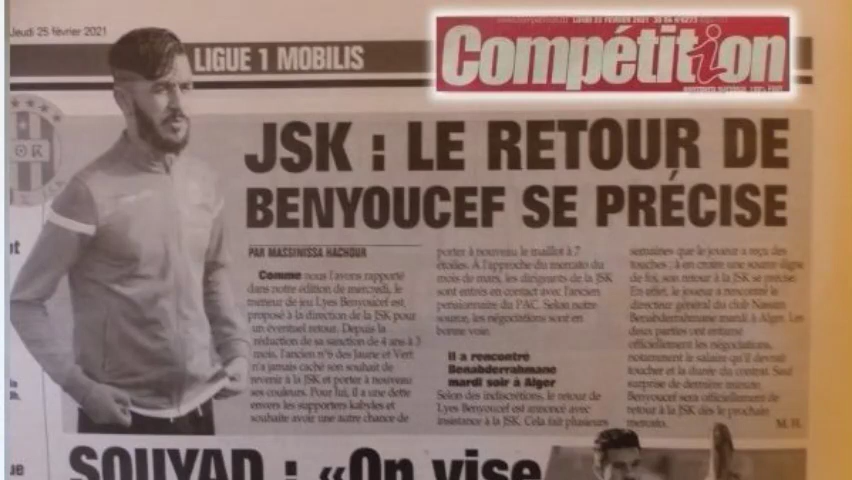 Jeudi 25 février 2021
LIGUE 1 MOBILIS
Compétition
JSK : LE RETOUR DE
BENYOUCEF SE PRÉCISE
PAR MASSINISSA HACHOUR
Comme nous l'avons rapporté
dans notre édition de mercredi, le
meneur de jeu Lyes Benyoucef est
proposé à la direction de la JSK pour
un éventuel retour. Depuis la
réduction de sa sanction de 4 ans à 3
mois, l'ancien n°6 des Jaune et Vert
n'a jamais caché son souhait de
revenir à la JSK et porter à nouveau
ses couleurs. Pour lui, il a une dette
envers les supporters kabyles et
souhaite avoir une autre chance de
porter à nouveau le maillot à 7
étoiles. À l'approche du mercato du
mois de mars, les dirigeants de la JSK
sont entrés en contact avec l'ancien
pensionnaire du PAC. Selon notre
source, les négociations sont en
bonne voie.
Il a rencontré
Benabderrahmane
mardi soir à Alger
Selon des indiscrétions, le retour de
Lyes Benyoucef est annoncé avec
insistance à la JSK. Cela fait plusieurs
semaines que le joueur a reçu des
touches ; à en croire une source digne
de foi, son retour à la JSK se précise.
En effet, le joueur a rencontré le
directeur général du club Nassim
Benabderrahmane mardi à Alger. Les
deux parties ont entamé
officiellement les négociations,
notamment le salaire qu'il devrait
toucher et la durée du contrat. Sauf
surprise de dernière minute,
Benyoucef sera officiellement de
retour à la JSK dès le prochain
mercato.
M. H.
SOUYAD : «On vise